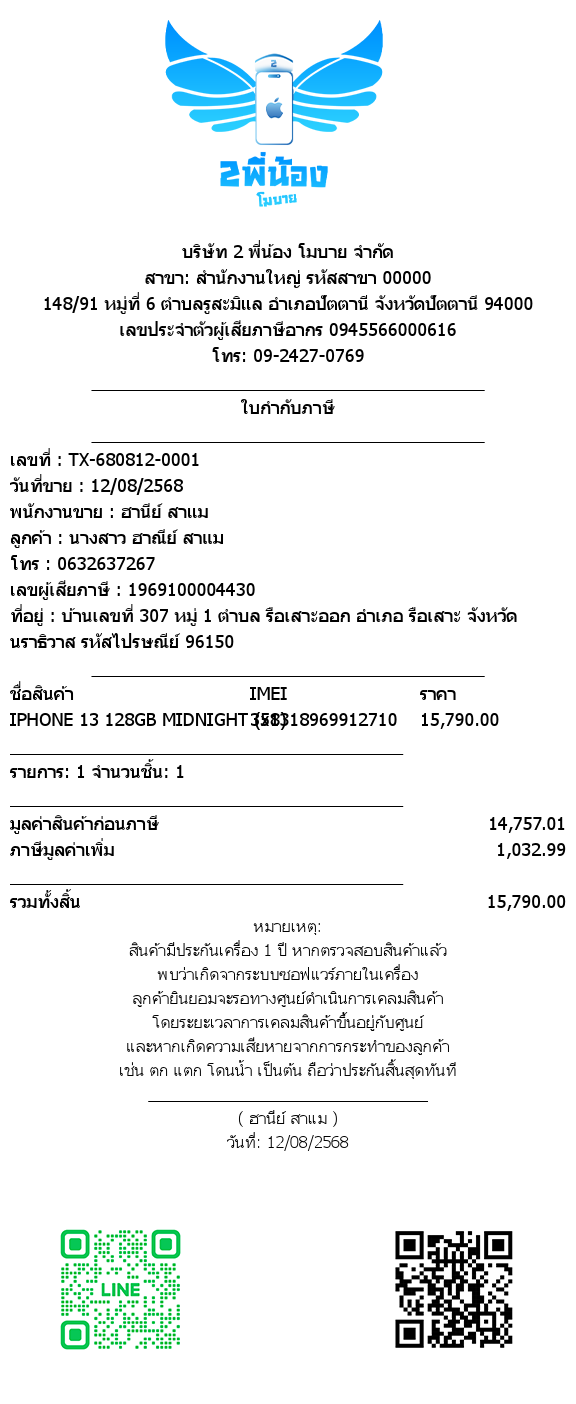 2
2พี่น้อง
โมบาย
บริษัท 2 พี่น้อง โมบาย จำกัด
สาขา: สำนักงานใหญ่ รหัสสาขา 00000
148/91 หมู่ที่ 6 ตำบลรูสะมิแล อำเภอปัตตานี จังหวัดปัตตานี 94000
เลขประจำตัวผู้เสียภาษีอากร 0945566000616
โทร: 09-2427-0769
ใบกำกับภาษี
เลขที่ : TX-680812-0001
วันที่ขาย : 12/08/2568
พนักงานขาย : ฮานีย์ สาแม
ลูกค้า : นางสาว ฮาณีย์ สาแม
โทร : 0632637267
เลขผู้เสียภาษี : 1969100004430
ที่อยู่ : บ้านเลขที่ 307 หมู่ 1 ตำบล รือเสาะออก อำเภอ รือเสาะ จังหวัด
นราธิวาส รหัสไปรษณีย์ 96150
ชื่อสินค้า IMEI ราคา
IPHONE 13 128GB MIDNIGHT 358318969912710 15,790.00
รายการ: 1 จำนวนชิ้น: 1
มูลค่าสินค้าก่อนภาษี 14,757.01
ภาษีมูลค่าเพิ่ม 1,032.99
รวมทั้งสิ้น 15,790.00
หมายเหตุ:
สินค้ามีประกันเครื่อง 1 ปี หากตรวจสอบสินค้าแล้ว
พบว่าเกิดจากระบบซอฟแวร์ภายในเครื่อง
ลูกค้ายินยอมจะรอทางศูนย์ดำเนินการเคลมสินค้า
โดยระยะเวลาการเคลมสินค้าขึ้นอยู่กับศูนย์
และหากเกิดความเสียหายจากการกระทำของลูกค้า
เช่น ตก แตก โดนน้ำ เป็นต้น ถือว่าประกันสิ้นสุดทันที
( ฮานีย์ สาแม )
วันที่: 12/08/2568
LINE